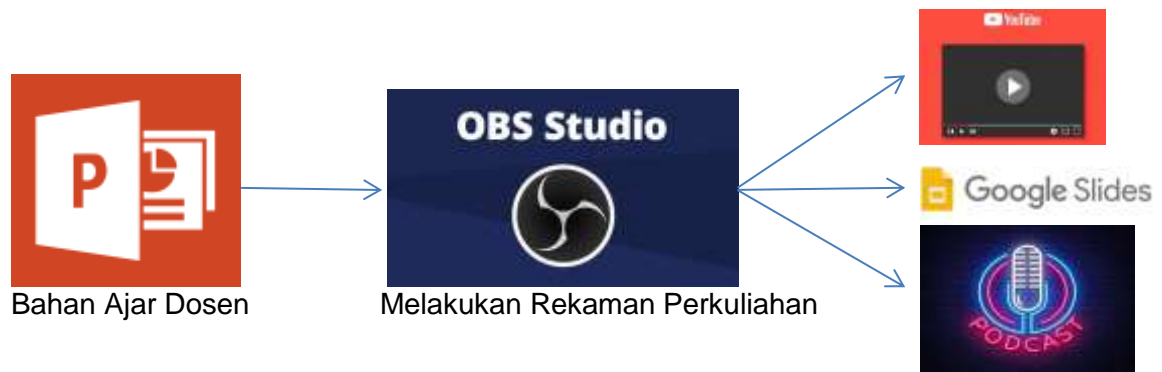 YouTube
P
OBS Studio
Google Slides
Bahan Ajar Dosen
Melakukan Rekaman Perkuliahan
PODCAST